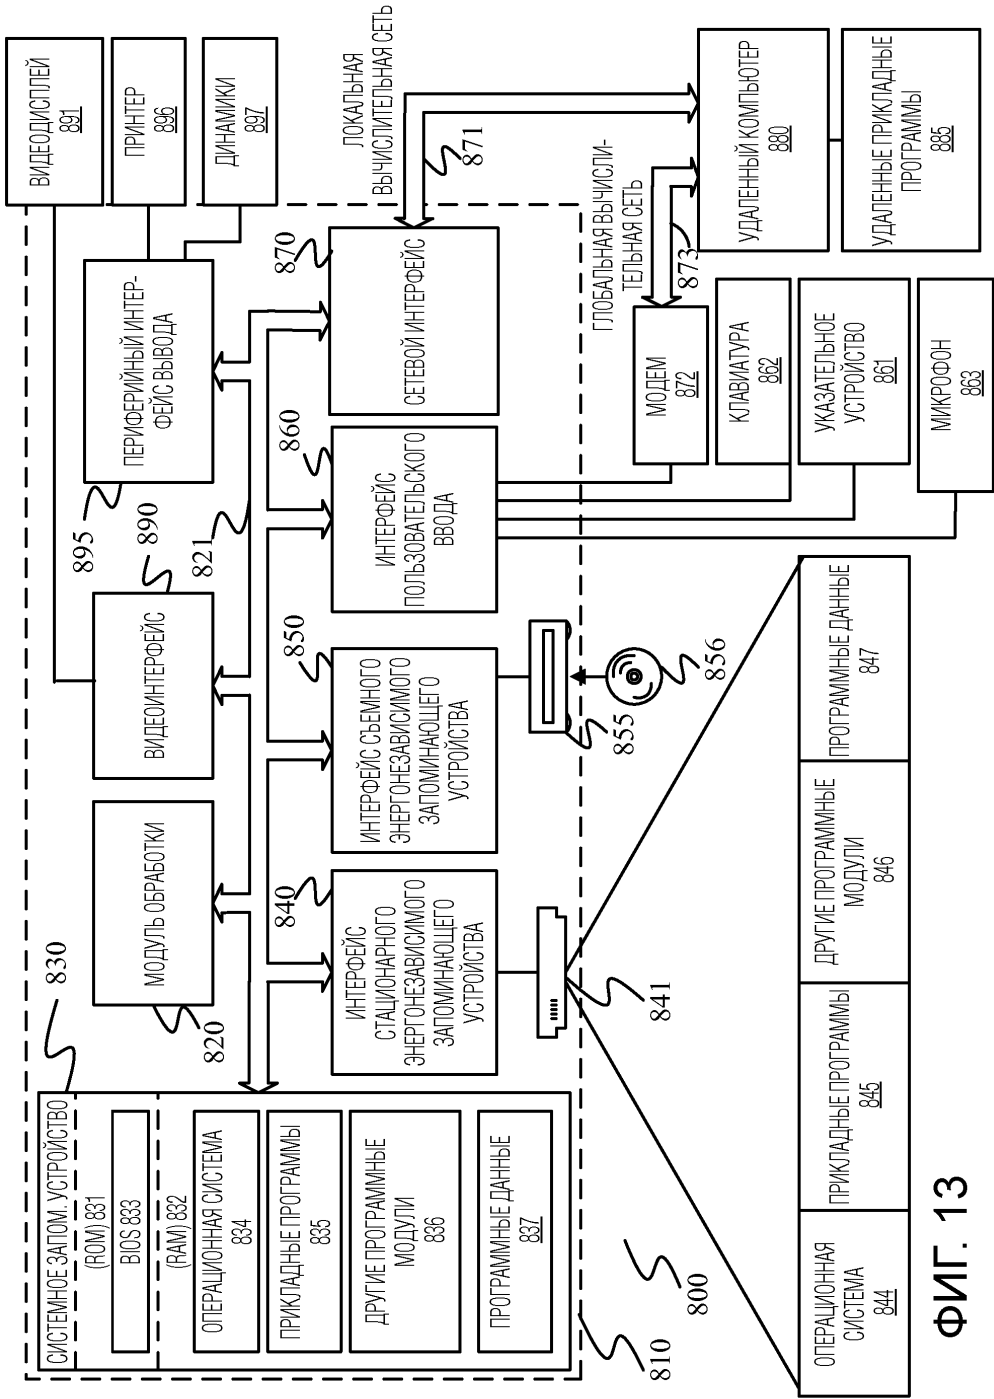 СИСТЕМНОЕ ЗАПОМ. УСТРОЙСТВО
830
(ROM) 831
BIOS 833
(RAM) 832
ОПЕРАЦИОННАЯ СИСТЕМА
834
ПРИКЛАДНЫЕ ПРОГРАММЫ
835
ДРУГИЕ ПРОГРАММНЫЕ
МОДУЛИ
836
ПРОГРАММНЫЕ ДАННЫЕ
837
810
800
МОДУЛЬ ОБРАБОТКИ
820
ВИДЕОИНТЕРФЕЙС
890
821
ПЕРИФЕРИЙНЫЙ ИНТЕР-
ФЕЙС ВЫВОДА
895
ВИДЕОДИСПЛЕЙ
891
ПРИНТЕР
896
ДИНАМИКИ
897
ИНТЕРФЕЙС
СТАЦИОНАРНОГО
ЭНЕРГОНЕЗАВИСИМОГО
ЗАПОМИНАЮЩЕГО
УСТРОЙСТВА
840
841
ИНТЕРФЕЙС СЪЕМНОГО
ЭНЕРГОНЕЗАВИСИМОГО
ЗАПОМИНАЮЩЕГО
УСТРОЙСТВА
850
855
856
ИНТЕРФЕЙС
ПОЛЬЗОВАТЕЛЬСКОГО
ВВОДА
860
СЕТЕВОЙ ИНТЕРФЕЙС
870
ЛОКАЛЬНАЯ
ВЫЧИСЛИТЕЛЬНАЯ СЕТЬ
871
ГЛОБАЛЬНАЯ ВЫЧИСЛИ-
ТЕЛЬНАЯ СЕТЬ
873
МОДЕМ
872
КЛАВИАТУРА
862
УКАЗАТЕЛЬНОЕ
УСТРОЙСТВО
861
МИКРОФОН
863
УДАЛЕННЫЙ КОМПЬЮТЕР
880
УДАЛЕННЫЕ ПРИКЛАДНЫЕ
ПРОГРАММЫ
885
ОПЕРАЦИОННАЯ
СИСТЕМА
844
ПРИКЛАДНЫЕ ПРОГРАММЫ
845
ДРУГИЕ ПРОГРАММНЫЕ
МОДУЛИ
846
ПРОГРАММНЫЕ ДАННЫЕ
847
ФИГ. 13